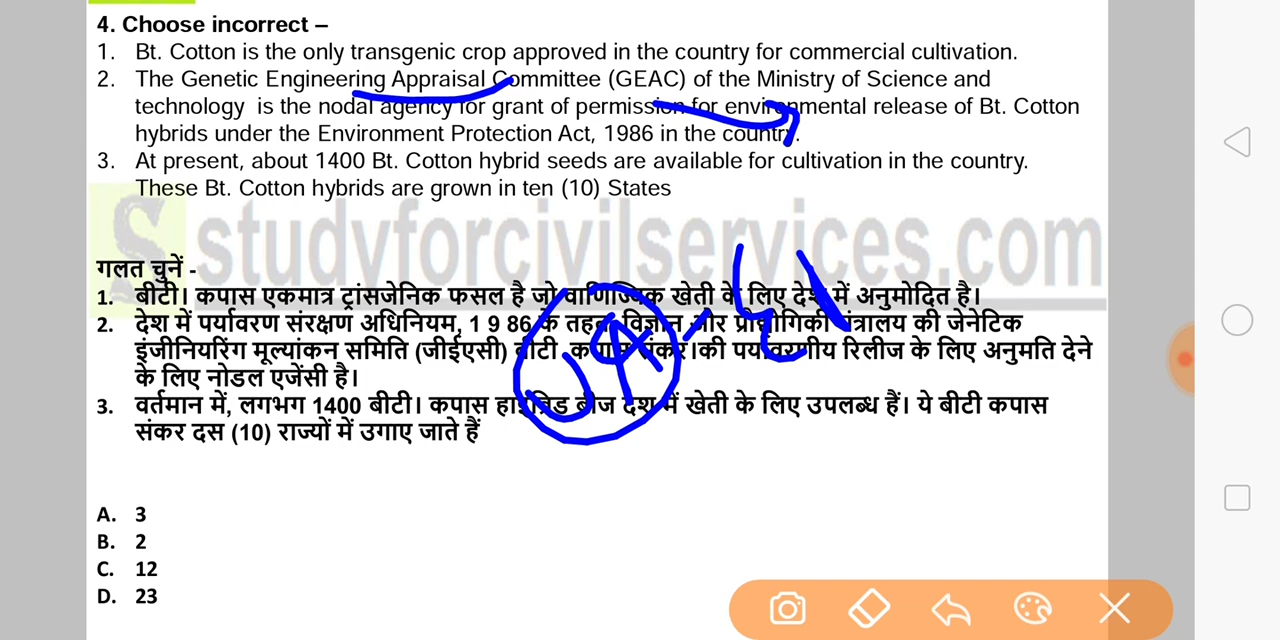 4. Choose incorrect –
1. Bt. Cotton is the only transgenic crop approved in the country for commercial cultivation.
2. The Genetic Engineering Appraisal Committee (GEAC) of the Ministry of Science and
technology is the nodal agency for grant of permission for environmental release of Bt. Cotton
hybrids under the Environment Protection Act, 1986 in the country.
3. At present, about 1400 Bt. Cotton hybrid seeds are available for cultivation in the country.
These Bt. Cotton hybrids are grown in ten (10) States
studyforcivilservices.com
गलत चुनें -
1. बीटी। कपास एकमात्र ट्रांसजेनिक फसल है जो वाणिज्यिक खेती के लिए देश में अनुमोदित है।
2. देश में पर्यावरण संरक्षण अधिनियम, 1 9 86 के तहत विज्ञान और प्रौद्योगिकी मंत्रालय की जेनेटिक
इंजीनियरिंग मूल्यांकन समिति (जीईएसी) बीटी कपास संकर।की पर्यावरणीय रिलीज के लिए अनुमति देने
के लिए नोडल एजेंसी है।
3. वर्तमान में, लगभग 1400 बीटी। कपास हाइब्रिड बीज देश में खेती के लिए उपलब्ध हैं। ये बीटी कपास
संकर दस (10) राज्यों में उगाए जाते हैं
A. 3
B. 2
C. 12
D. 23